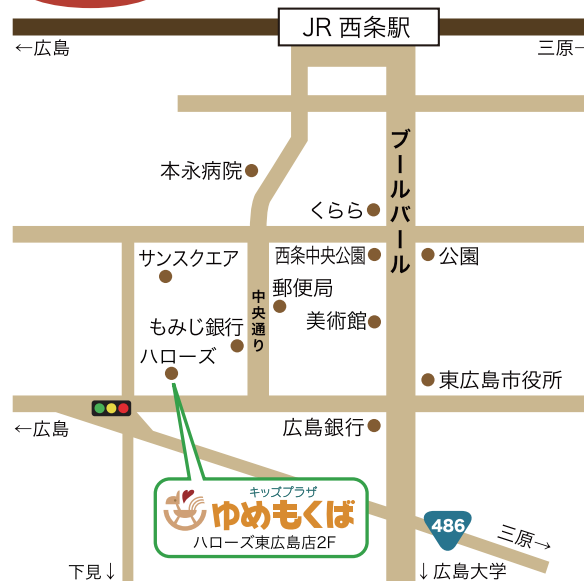 JR 西条駅
←広島
三原
ブールバール
本永病院
くらら
サンスクエア
西条中央公園
公園
郵便局
中央通り
美術館
もみじ銀行
ハローズ
東広島市役所
←広島
広島銀行
キッズプラザ
ゆめもくば
ハローズ東広島店2F
486
三原→
下見↓
↓広島大学